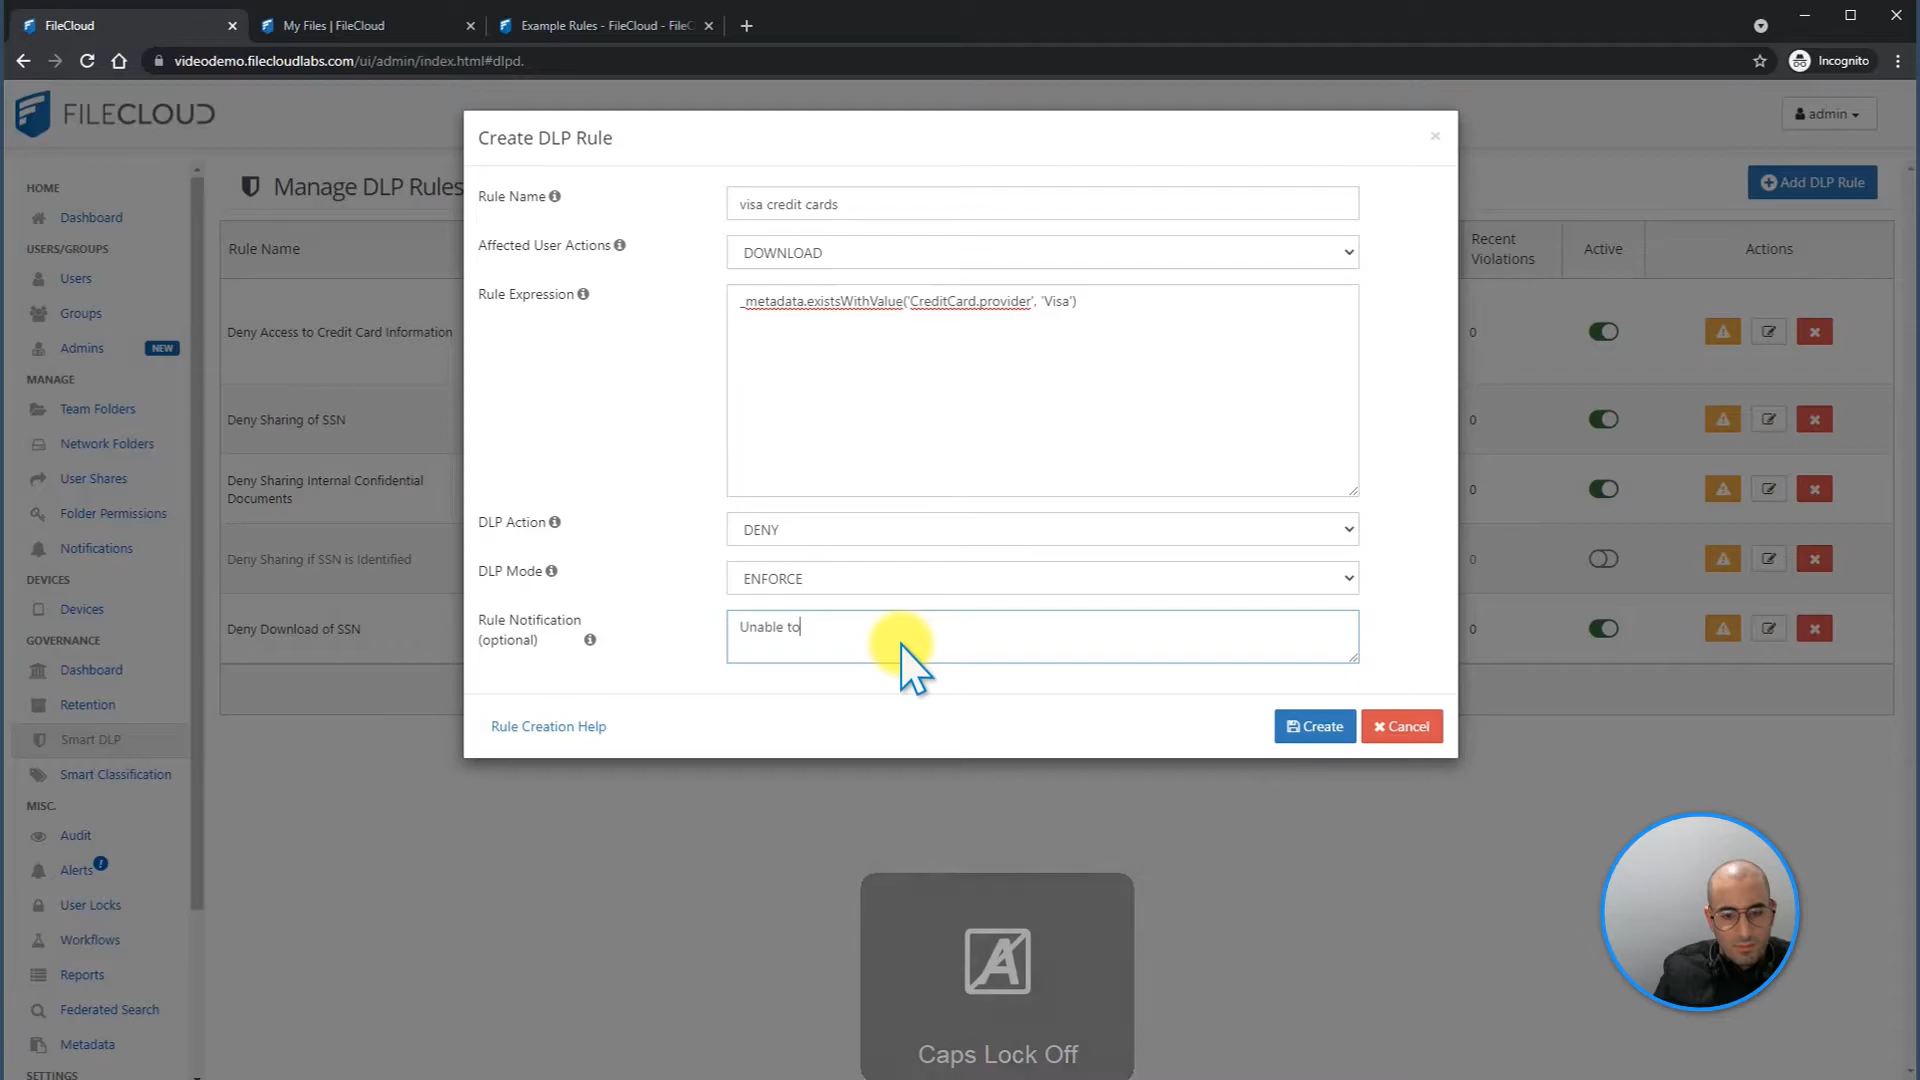 FileCloud
My Files | FileCloud
Example Rules - FileCloud - FileC
videodemo.filecloudlabs.com/ui/admin/index.html#dlpd.
Incognito
FILECLOUD
admin
HOME
Dashboard
USERS/GROUPS
Users
Groups
Admins NEW
MANAGE
Team Folders
Network Folders
User Shares
Folder Permissions
Notifications
DEVICES
Devices
GOVERNANCE
Dashboard
Retention
Smart DLP
Smart Classification
MISC.
Audit
Alerts
User Locks
Workflows
Reports
Federated Search
Metadata
SETTINGS
Manage DLP Rules
Add DLP Rule
Rule Name
Recent
Violations
Active
Actions
Deny Access to Credit Card Information
0
Deny Sharing of SSN
0
Deny Sharing Internal Confidential
Documents
0
Deny Sharing if SSN is Identified
0
Deny Download of SSN
0
Create DLP Rule
Rule Name
visa credit cards
Affected User Actions
DOWNLOAD
Rule Expression
_metadata.existsWithValue('CreditCard.provider', 'Visa')
DLP Action
DENY
DLP Mode
ENFORCE
Rule Notification
(optional)
Unable to
Rule Creation Help
Create
Cancel
A
Caps Lock Off